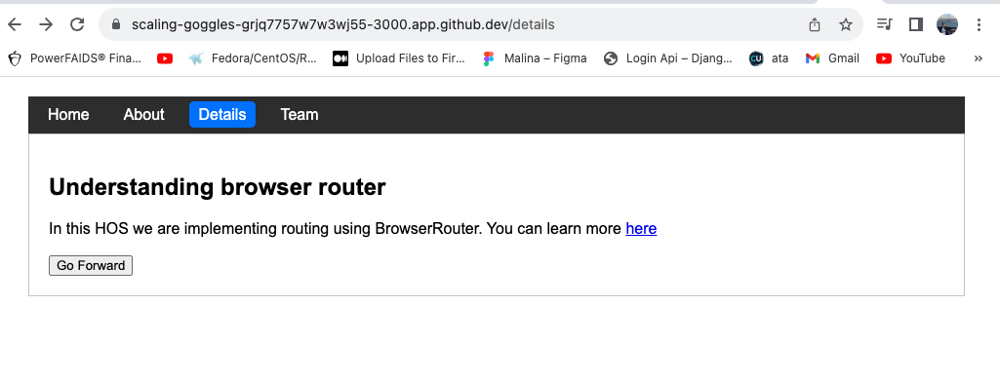 scaling-goggles-grjq7757w7w3wj55-3000.app.github.dev/details
PowerFAIDS® Fina... Fedora/CentOS/R... Upload Files to Fir... Malina – Figma Login Api – Djang... CU ata Gmail YouTube »
Home About Details Team
Understanding browser router
In this HOS we are implementing routing using BrowserRouter. You can learn more here
Go Forward